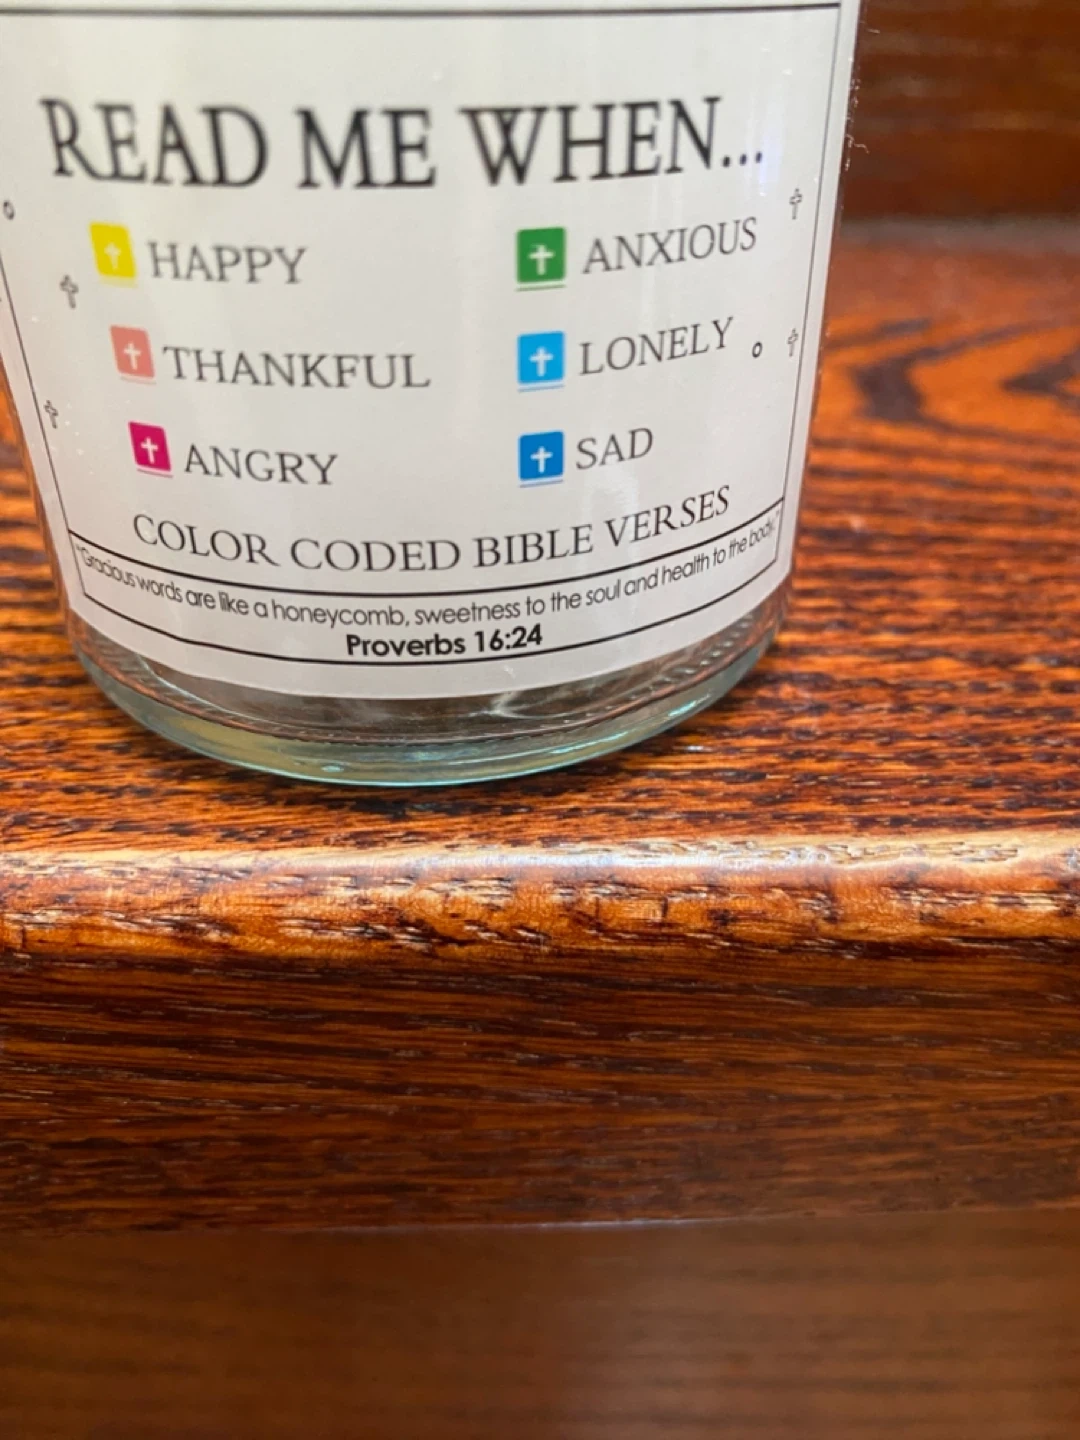 READ ME WHEN...
HAPPY
ANXIOUS
THANKFUL
LONELY
ANGRY
SAD
COLOR CODED BIBLE VERSES
"Gracious words are like a honeycomb, sweetness to the soul and health to the body."
Proverbs 16:24